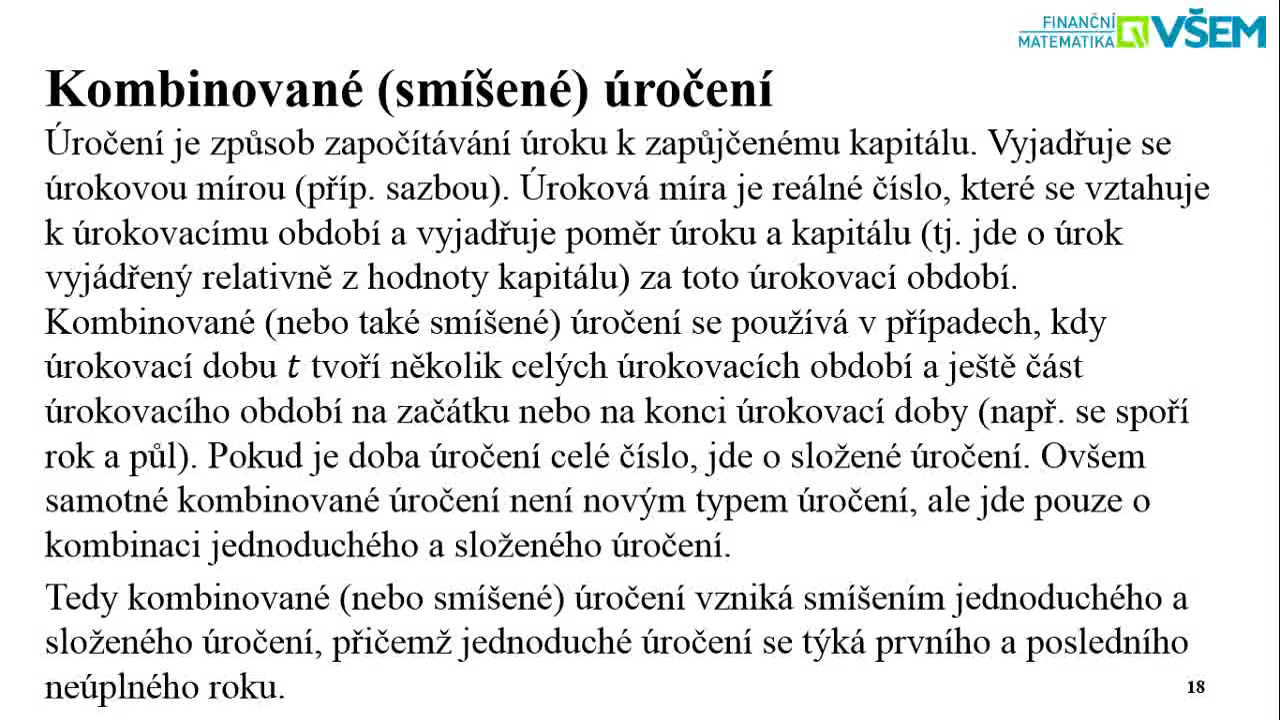 FINANČNÍ
MATEMATIKA VŠEM
Kombinované (smíšené) úročení
Úročení je způsob započítávání úroku k zapůjčenému kapitálu. Vyjadřuje se
úrokovou mírou (příp. sazbou). Úroková míra je reálné číslo, které se vztahuje
k úrokovacímu období a vyjadřuje poměr úroku a kapitálu (tj. jde o úrok
vyjádřený relativně z hodnoty kapitálu) za toto úrokovací období.
Kombinované (nebo také smíšené) úročení se používá v případech, kdy
úrokovací dobu t tvoří několik celých úrokovacích období a ještě část
úrokovacího období na začátku nebo na konci úrokovací doby (např. se spoří
rok a půl). Pokud je doba úročení celé číslo, jde o složené úročení. Ovšem
samotné kombinované úročení není novým typem úročení, ale jde pouze o
kombinaci jednoduchého a složeného úročení.
Tedy kombinované (nebo smíšené) úročení vzniká smíšením jednoduchého a
složeného úročení, přičemž jednoduché úročení se týká prvního a posledního
neúplného roku.
18